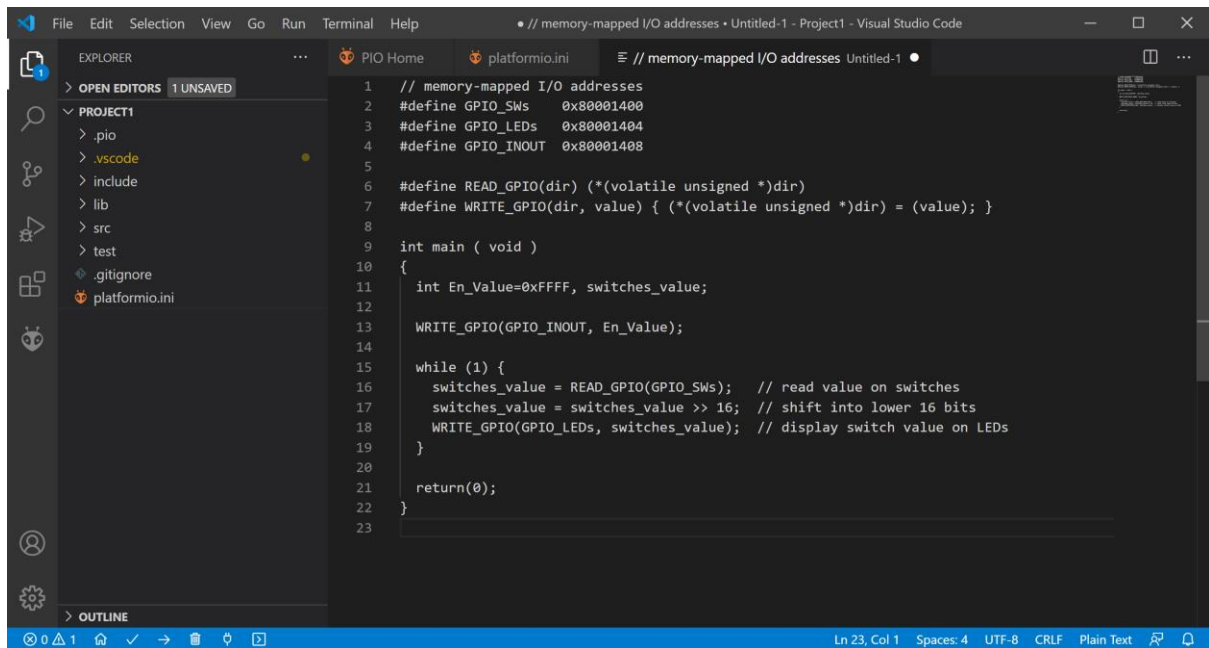 File Edit Selection View Go Run Terminal Help ● // memory-mapped I/O addresses • Untitled-1 - Project1 - Visual Studio Code
EXPLORER ···
PIO Home platformio.ini // memory-mapped I/O addresses Untitled-1 ●
> OPEN EDITORS 1 UNSAVED
PROJECT1
> .pio
> .vscode
> include
> lib
> src
> test
.gitignore
platformio.ini
> OUTLINE
1
1 // memory-mapped I/O addresses
2 #define GPIO_SWs    0x80001400
3 #define GPIO_LEDs   0x80001404
4 #define GPIO_INOUT  0x80001408
5
6 #define READ_GPIO(dir) (*(volatile unsigned *)dir)
7 #define WRITE_GPIO(dir, value) { (*(volatile unsigned *)dir) = (value); }
8
9 int main ( void )
10 {
11   int En_Value=0xFFFF, switches_value;
12
13   WRITE_GPIO(GPIO_INOUT, En_Value);
14
15   while (1) {
16     switches_value = READ_GPIO(GPIO_SWs);   // read value on switches
17     switches_value = switches_value >> 16;  // shift into lower 16 bits
18     WRITE_GPIO(GPIO_LEDs, switches_value);  // display switch value on LEDs
19   }
20
21   return(0);
22 }
23
0 1 Ln 23, Col 1 Spaces: 4 UTF-8 CRLF Plain Text